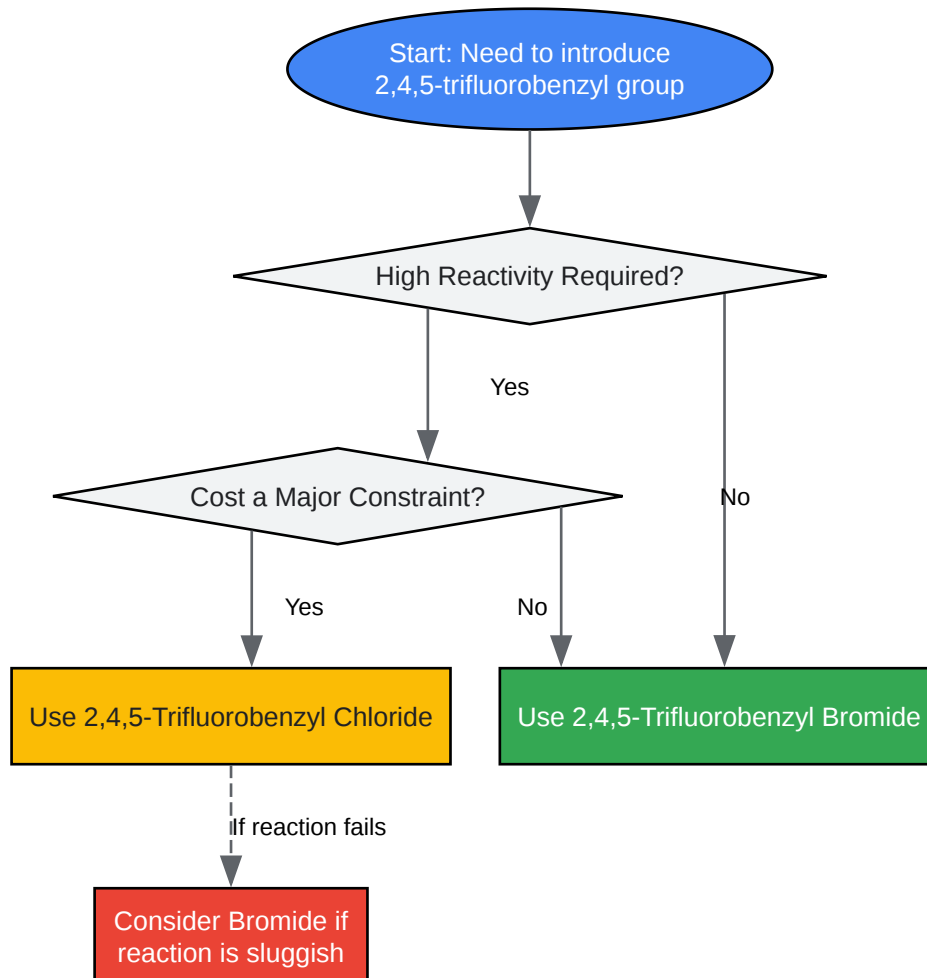 Start: Need to introduce
2,4,5-trifluorobenzyl group
High Reactivity Required?
Yes
Cost a Major Constraint?
No
Yes
No
Use 2,4,5-Trifluorobenzyl Chloride
Use 2,4,5-Trifluorobenzyl Bromide
If reaction fails
Consider Bromide if
reaction is sluggish